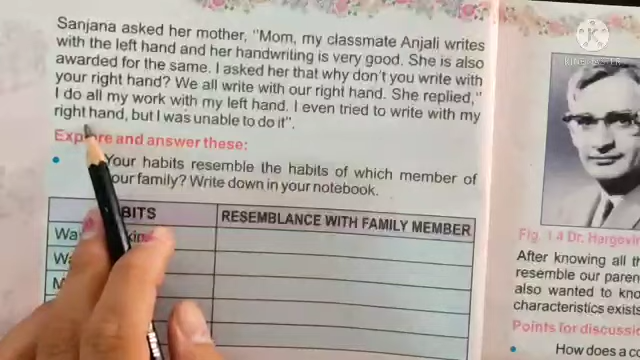 Sanjana asked her mother, "Mom, my classmate Anjali writes
with the left hand and her handwriting is very good. She is also
awarded for the same. I asked her that why don't you write with
your right hand? We all write with our right hand. She replied,"
I do all my work with my left hand. I even tried to write with my
right hand, but I was unable to do it".
Explore and answer these:
• Your habits resemble the habits of which member of
your family? Write down in your notebook.
HABITS RESEMBLANCE WITH FAMILY MEMBER
KINEMASTER
Fig. 1.4 Dr. Hargovin
After knowing all th
resemble our paren
also wanted to kno
characteristics exists
Points for discussio
• How does a co